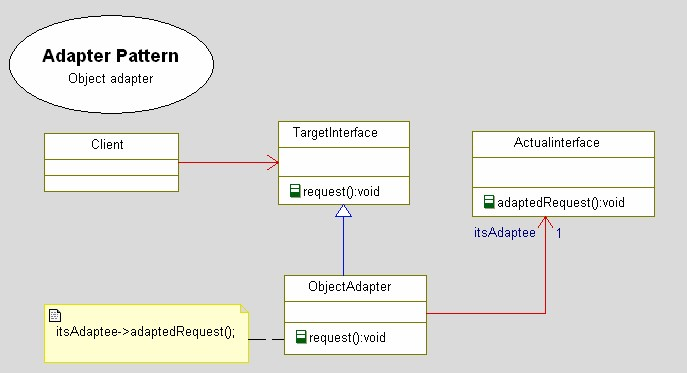 Adapter Pattern
Object adapter
Client
TargetInterface
request():void
Actualinterface
adaptedRequest():void
itsAdaptee 1
ObjectAdapter
request():void
itsAdaptee->adaptedRequest();